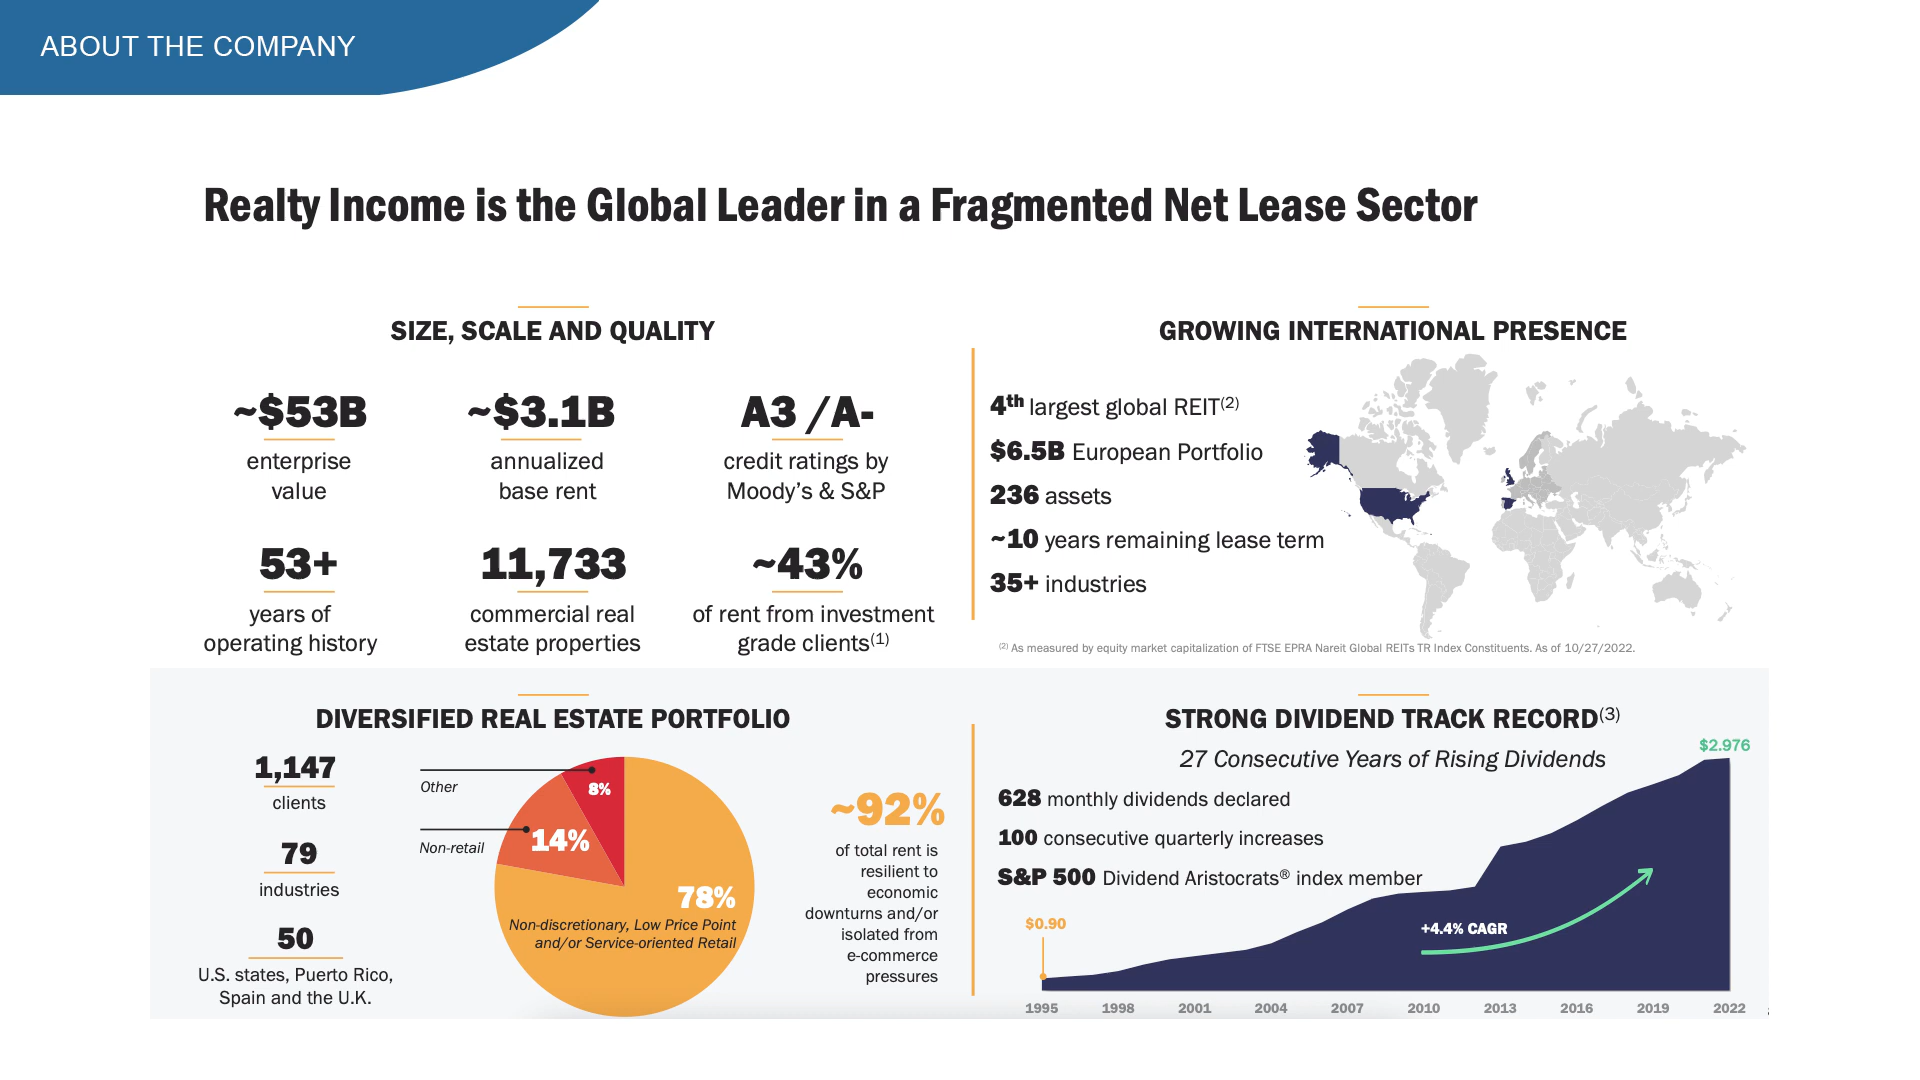 ABOUT THE COMPANY
Realty Income is the Global Leader in a Fragmented Net Lease Sector
SIZE, SCALE AND QUALITY
~$53B
enterprise
value
~$3.1B
annualized
base rent
A3 /A-
credit ratings by
Moody's & S&P
53+
years of
operating history
11,733
commercial real
estate properties
~43%
of rent from investment
grade clients(1)
GROWING INTERNATIONAL PRESENCE
4th largest global REIT(2)
$6.5B European Portfolio
236 assets
~10 years remaining lease term
35+ industries
(2) As measured by equity market capitalization of FTSE EPRA Nareit Global REITs TR Index Constituents. As of 10/27/2022.
DIVERSIFIED REAL ESTATE PORTFOLIO
1,147
clients
79
industries
50
U.S. states, Puerto Rico,
Spain and the U.K.
Other
8%
Non-retail
14%
78%
Non-discretionary, Low Price Point
and/or Service-oriented Retail
~92%
of total rent is
resilient to
economic
downturns and/or
isolated from
e-commerce
pressures
STRONG DIVIDEND TRACK RECORD(3)
27 Consecutive Years of Rising Dividends
$2.976
628 monthly dividends declared
100 consecutive quarterly increases
S&P 500 Dividend Aristocrats® index member
$0.90
+4.4% CAGR
1995 1998 2001 2004 2007 2010 2013 2016 2019 2022